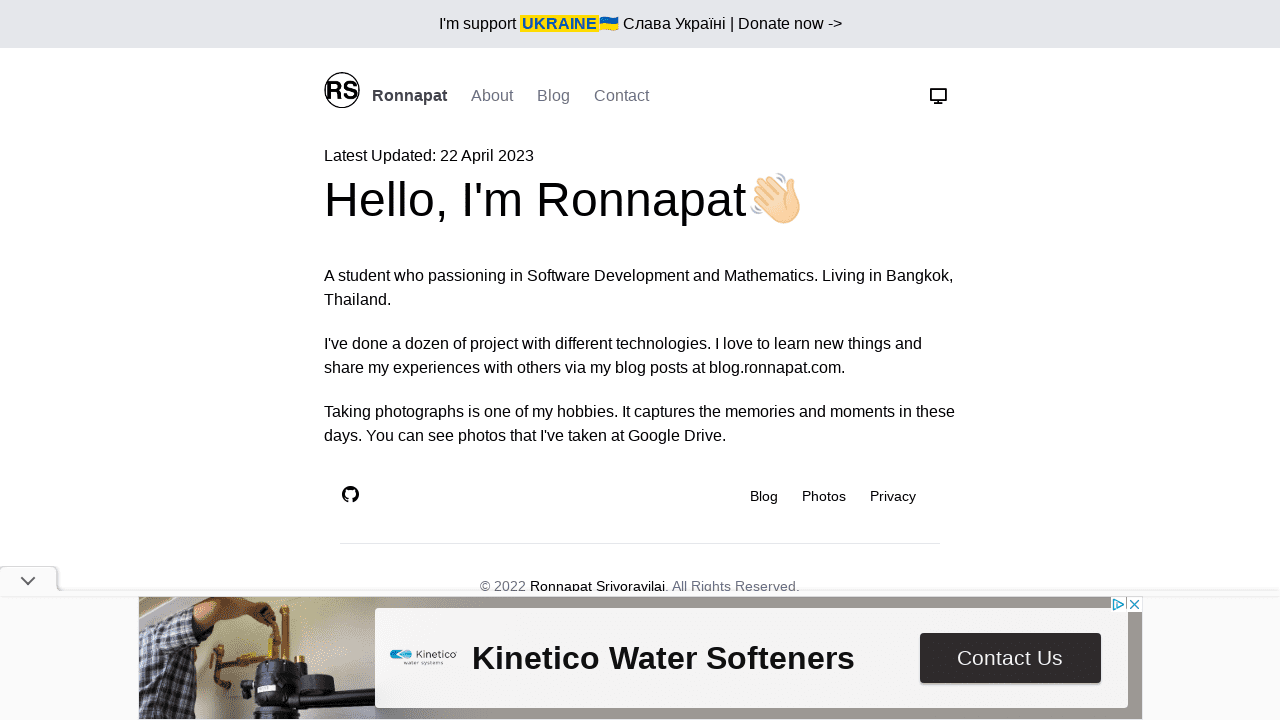 I'm support UKRAINE🇺🇦 Слава Україні | Donate now ->
RS Ronnapat About Blog Contact
Latest Updated: 22 April 2023
Hello, I'm Ronnapat👋🏻
A student who passioning in Software Development and Mathematics. Living in Bangkok,
Thailand.
I've done a dozen of project with different technologies. I love to learn new things and
share my experiences with others via my blog posts at blog.ronnapat.com.
Taking photographs is one of my hobbies. It captures the memories and moments in these
days. You can see photos that I've taken at Google Drive.
Blog Photos Privacy
© 2022 Ronnapat Srivoravilai. All Rights Reserved.
Kinetico
water systems
Kinetico Water Softeners
Contact Us